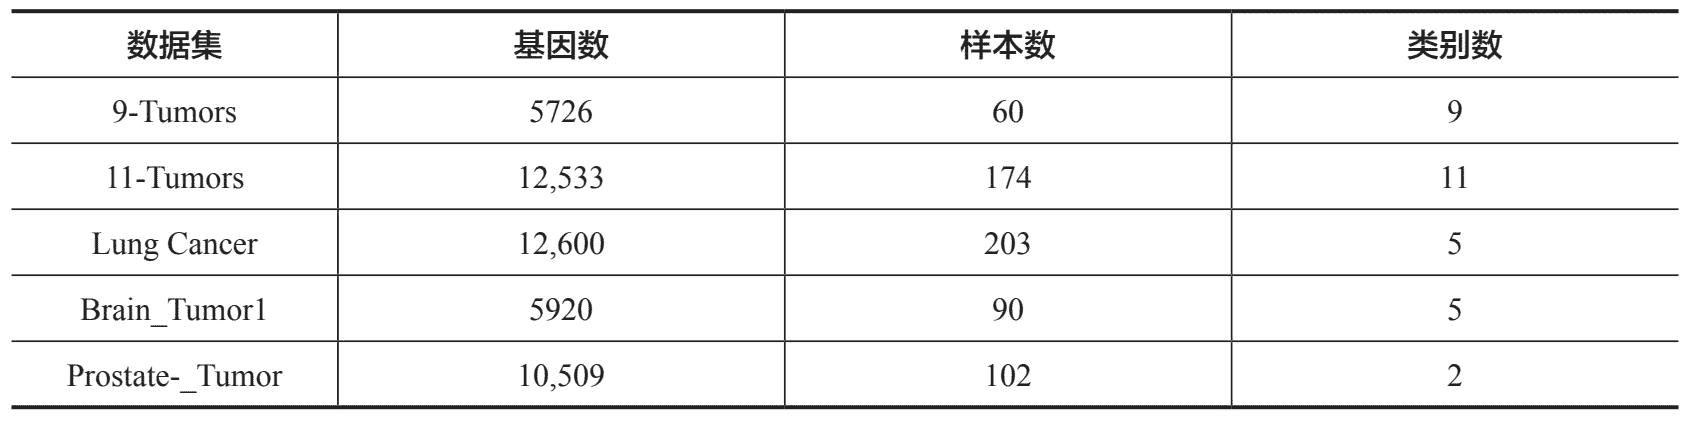 数据集 基因数 样本数 类别数
9-Tumors 5726 60 9
11-Tumors 12,533 174 11
Lung Cancer 12,600 203 5
Brain_Tumor1 5920 90 5
Prostate-_Tumor 10,509 102 2